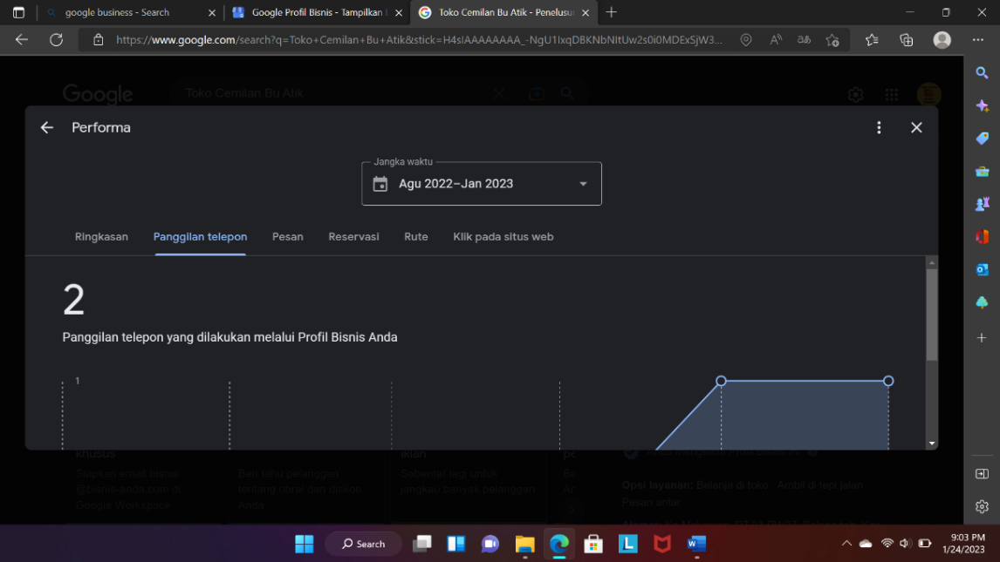 google business - Search
Google Profil Bisnis - Tampilkan
Toko Cemilan Bu Atik - Penelusu
https://www.google.com/search?q=Toko+Cemilan+Bu+Atik&stick=H4sIAAAAAAAA_-NgU1IxqDBKNbNItUw2s0i0MDExSjW3...
Google
Toko Cemilan Bu Atik
Performa
Jangka waktu
Agu 2022–Jan 2023
Ringkasan
Panggilan telepon
Pesan
Reservasi
Rute
Klik pada situs web
2
Panggilan telepon yang dilakukan melalui Profil Bisnis Anda
1
khusus
iklan
Siapkan email bisnis
Beri tahu pelanggan
Sebentar lagi untuk
@bisnis-anda.com di
tentang obral dan diskon
jangkau banyak pelanggan
Google Workspace
Anda
Opsi layanan: Belanja di toko · Ambil di tepi jalan ·
Pesan antar
Search
9:03 PM
1/24/2023